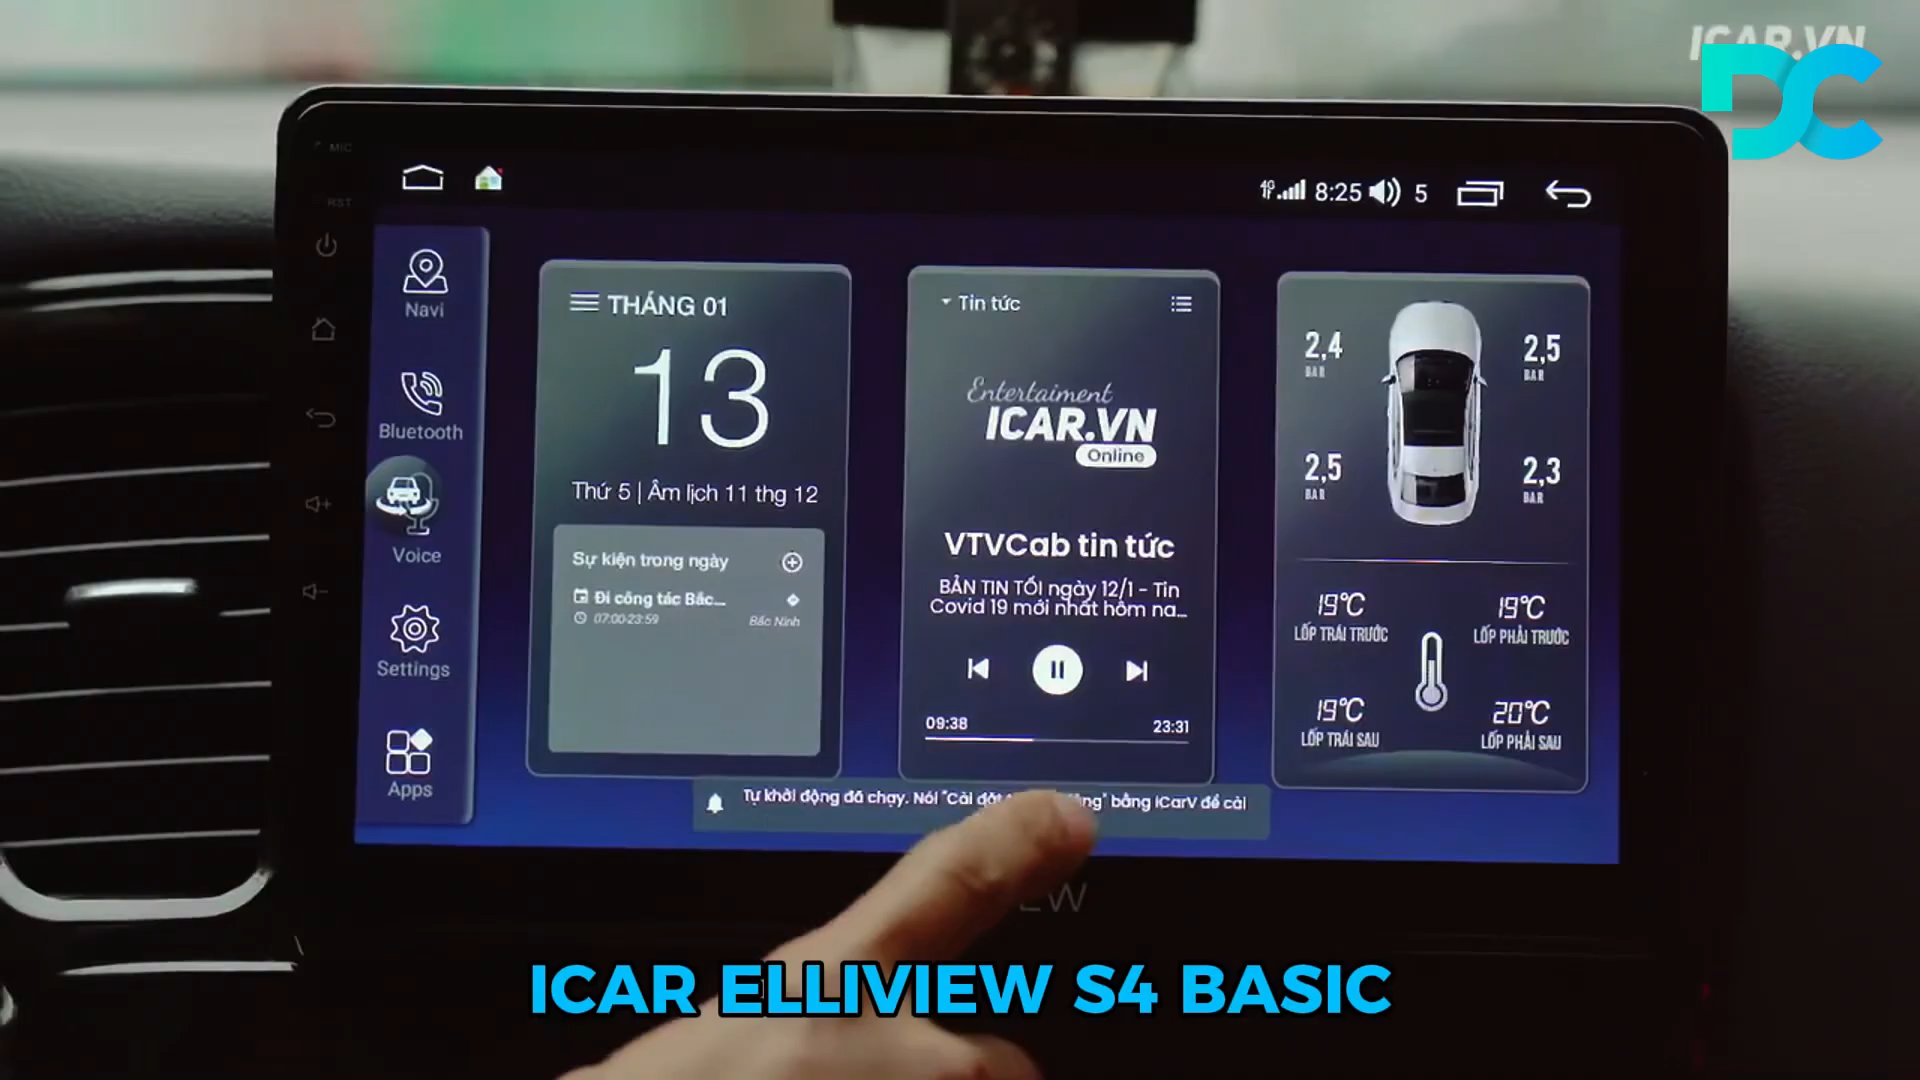 ICAR.VN
DC
MIC
RST
8:25
5
Navi
Bluetooth
Voice
Settings
Apps
THÁNG 01
13
Thứ 5 | Âm lịch 11 thg 12
Sự kiện trong ngày
Đi công tác Bắc...
07:00-23:59
Bắc Ninh
Tin tức
Entertaiment
ICAR.VN
Online
VTVCab tin tức
BẢN TIN TỐI ngày 12/1 - Tin
Covid 19 mới nhất hôm na...
09:38
23:31
2,4
BAR
2,5
BAR
2,5
BAR
2,3
BAR
19°C
LỐP TRÁI TRƯỚC
19°C
LỐP PHẢI TRƯỚC
19°C
LỐP TRÁI SAU
20°C
LỐP PHẢI SAU
Tự khởi động đã chạy. Nói "Cài đặt bằng iCarV để cài
EW
ICAR ELLIVIEW S4 BASIC